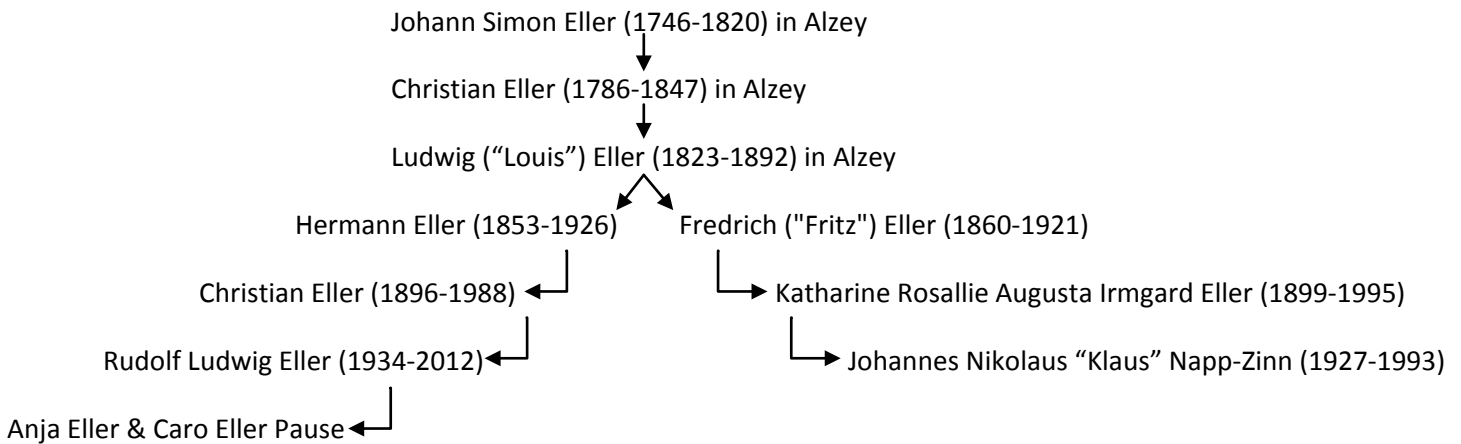 Johann Simon Eller (1746-1820) in Alzey
Christian Eller (1786-1847) in Alzey
Ludwig (“Louis”) Eller (1823-1892) in Alzey
Hermann Eller (1853-1926)
Fredrich ("Fritz") Eller (1860-1921)
Christian Eller (1896-1988)
Katharine Rosallie Augusta Irmgard Eller (1899-1995)
Rudolf Ludwig Eller (1934-2012)
Johannes Nikolaus “Klaus” Napp-Zinn (1927-1993)
Anja Eller & Caro Eller Pause